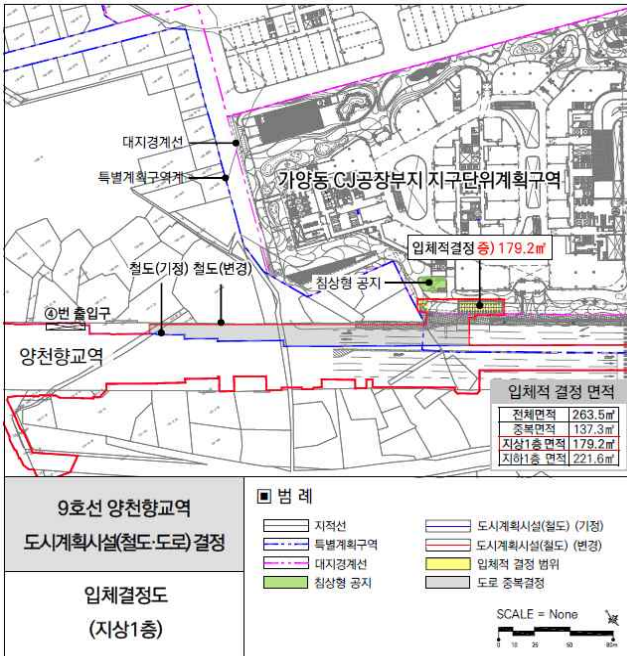 대지경계선
특별계획구역계
가양동 CJ공장부지 지구단위계획구역
입체적결정 증) 179.2㎡
철도(기정) 철도(변경)
침상형 공지
④번 출입구
양천향교역
입체적 결정 면적
전체면적 263.5㎡
중복면적 137.3㎡
지상1층 면적 179.2㎡
지하1층 면적 221.6㎡
9호선 양천향교역
도시계획시설(철도·도로) 결정
입체결정도
(지상1층)
▣ 범 례
지적선
도시계획시설(철도) (기정)
특별계획구역
도시계획시설(철도) (변경)
대지경계선
입체적 결정 범위
침상형 공지
도로 중복결정
SCALE = None